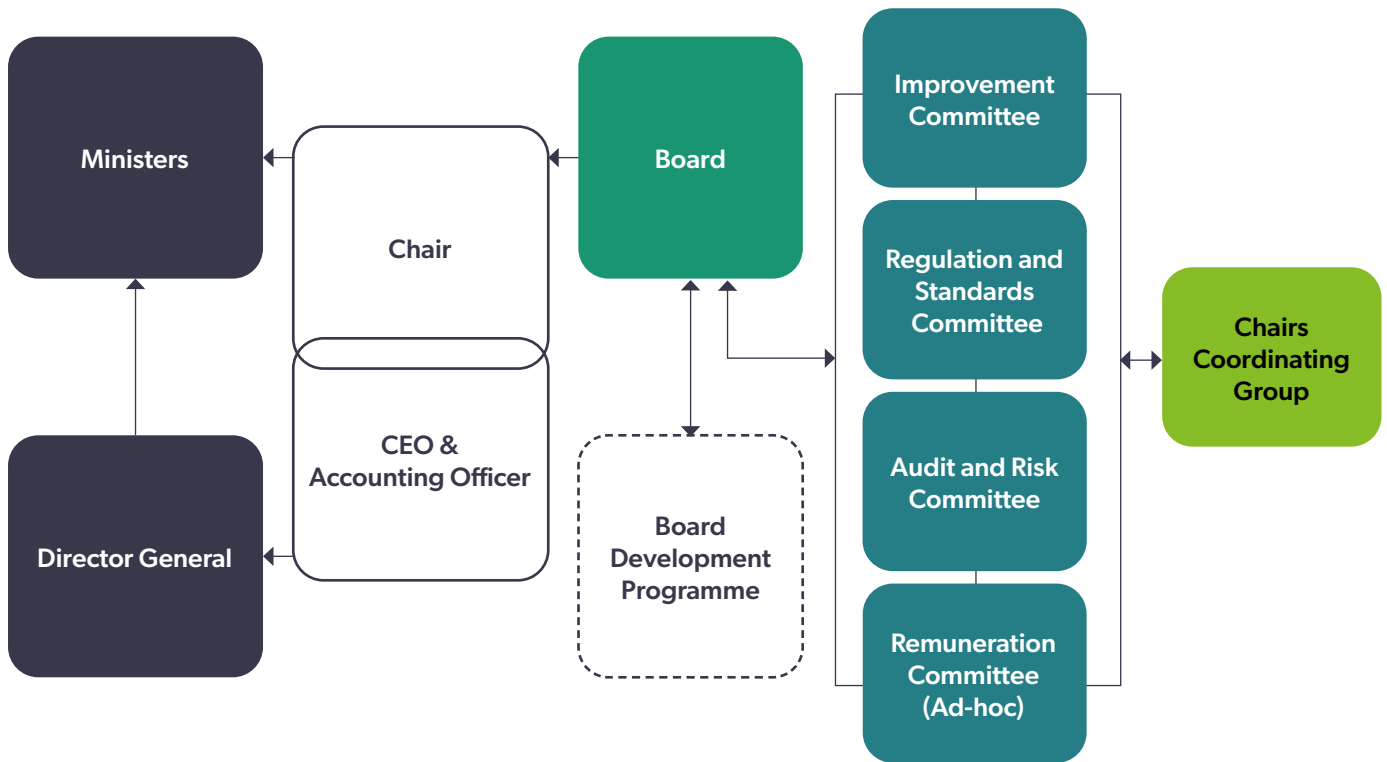 Ministers
Chair
Board
Improvement
Committee
Regulation and
Standards
Committee
Chairs
Coordinating
Group
Director General
CEO &
Accounting Officer
Board
Development
Programme
Audit and Risk
Committee
Remuneration
Committee
(Ad-hoc)